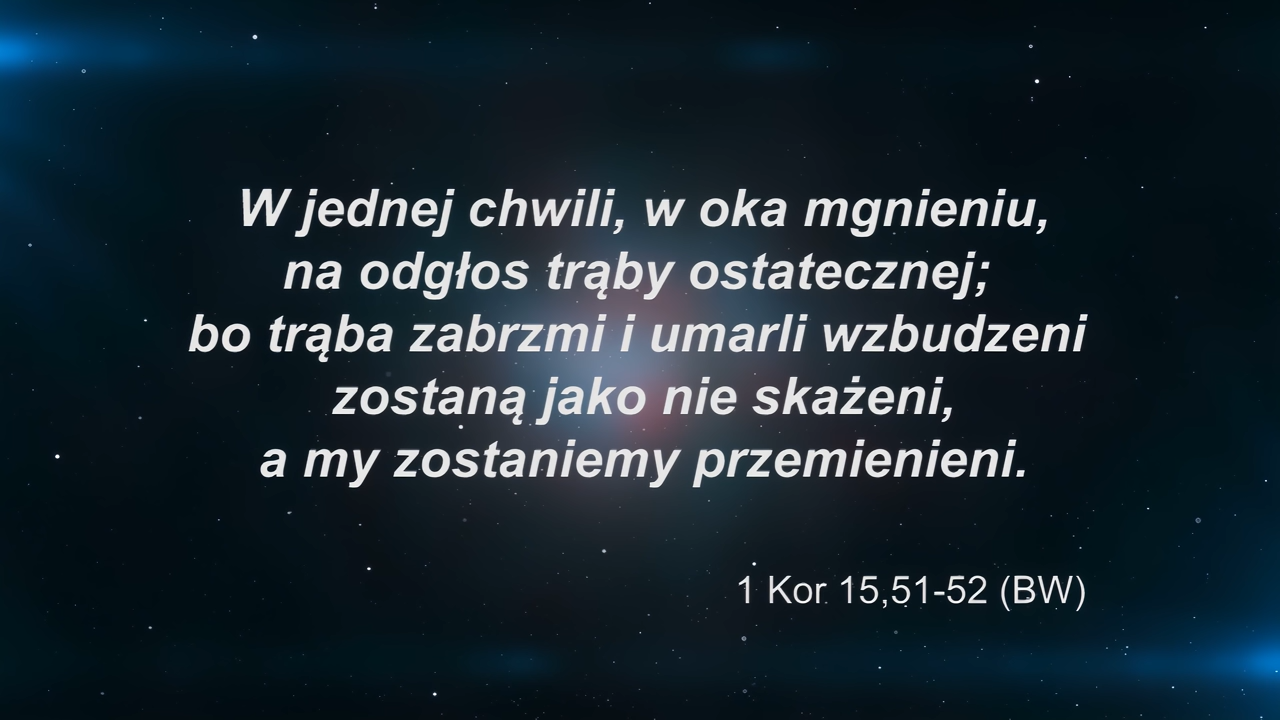 W jednej chwili, w oka mgnieniu,
na odgłos trąby ostatecznej;
bo trąba zabrzmi i umarli wzbudzeni
zostaną jako nie skażeni,
a my zostaniemy przemienieni.
1 Kor 15,51-52 (BW)